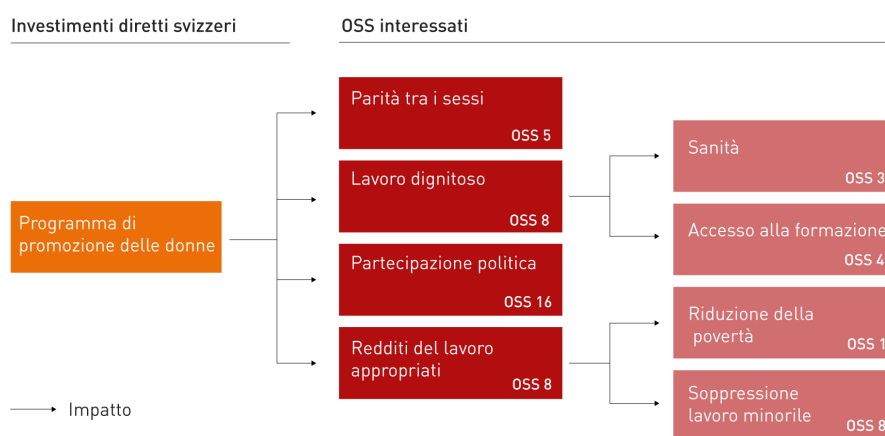 Investimenti diretti svizzeri
OSS interessati
Programma di
promozione delle donne
Parità tra i sessi
OSS 5
Lavoro dignitoso
OSS 8
Partecipazione politica
OSS 16
Redditi del lavoro
appropriati
OSS 8
Sanità
OSS 3
Accesso alla formazione
OSS 4
Riduzione della
povertà
OSS 1
Soppressione
lavoro minorile
OSS 8
Impatto